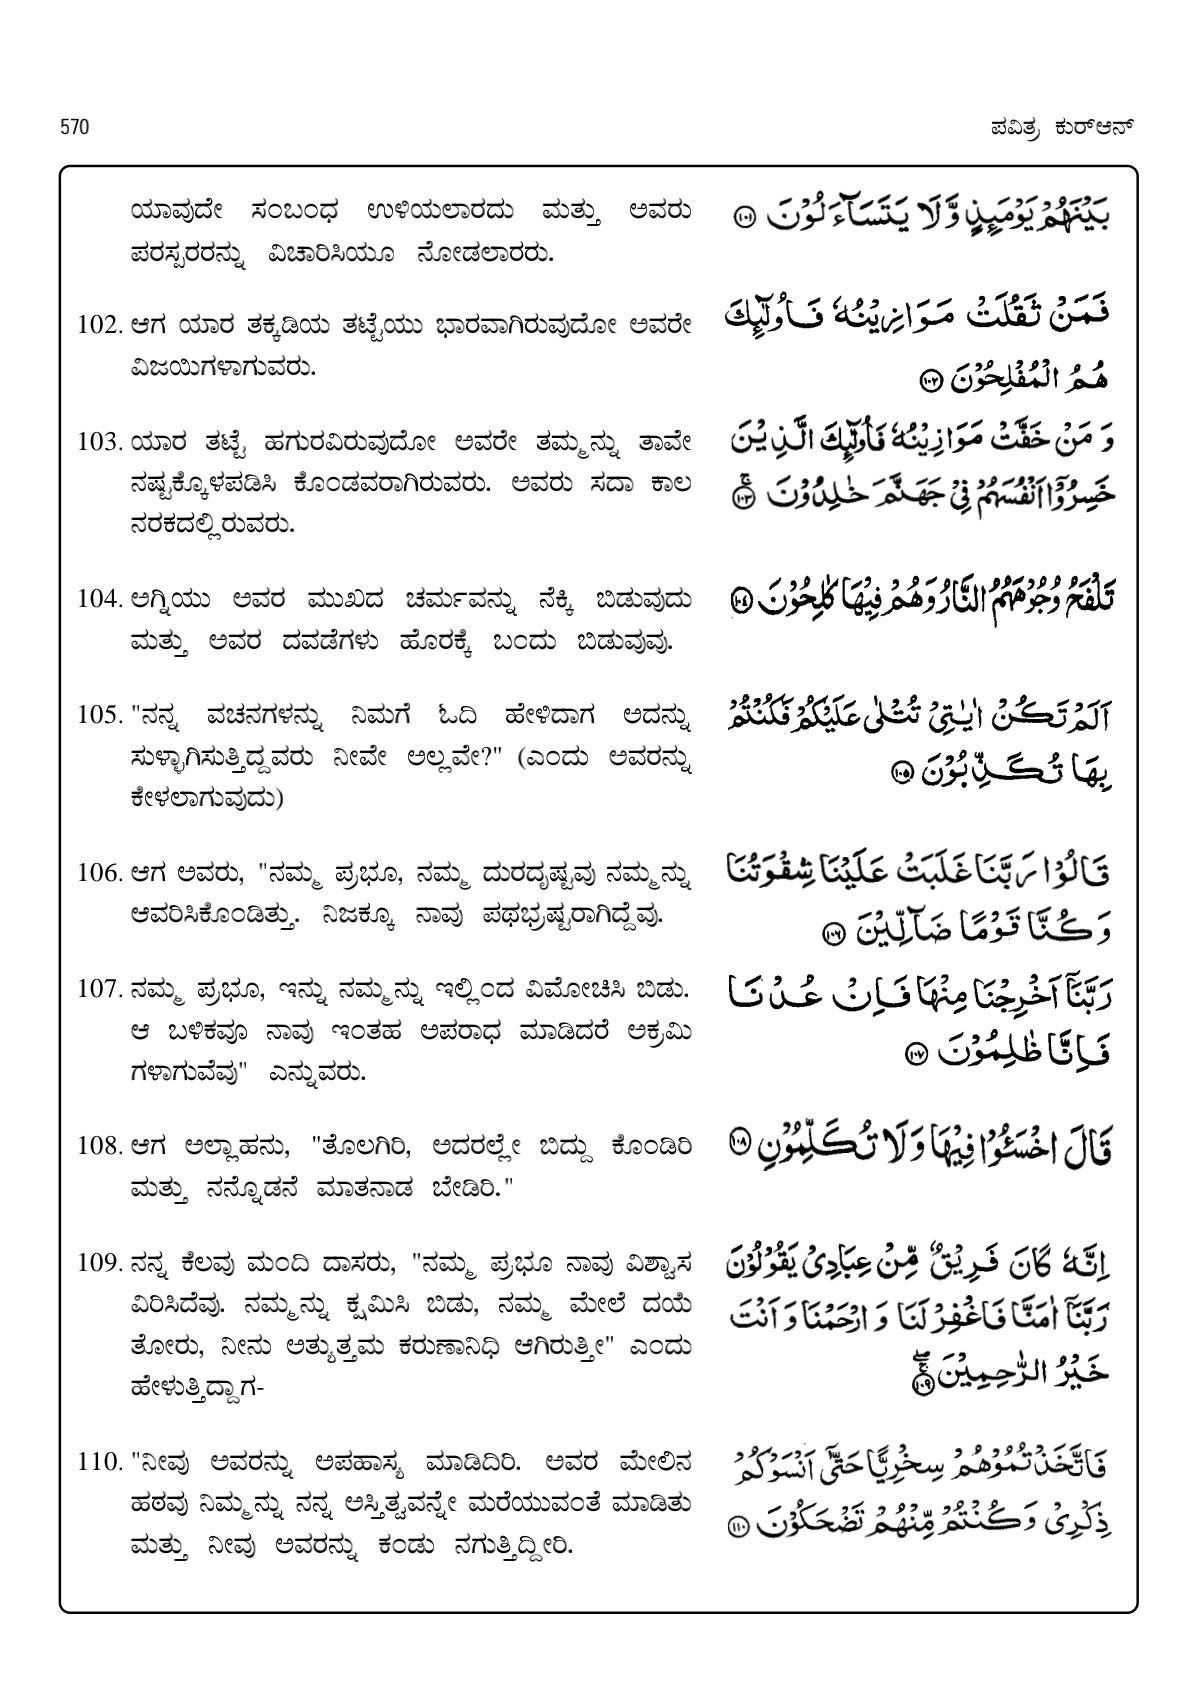 570
ಪವಿತ್ರ ಕುರ್‌ಆನ್
ಯಾವುದೇ ಸಂಬಂಧ ಉಳಿಯಲಾರದು ಮತ್ತು ಅವರು
ಪರಸ್ಪರರನ್ನು ವಿಚಾರಿಸಿಯೂ ನೋಡಲಾರರು.
بَيْنَهُمْ يَوْمَئِذٍ وَّلَا يَتَسَآءَلُوْنَ ﴿١٠١﴾
102. ಆಗ ಯಾರ ತಕ್ಕಡಿಯ ತಟ್ಟೆಯು ಭಾರವಾಗಿರುವುದೋ ಅವರೇ
ವಿಜಯಿಗಳಾಗುವರು.
فَمَنْ ثَقُلَتْ مَوَازِيْنُهٗ فَاُولٰٓئِكَ
هُمُ الْمُفْلِحُوْنَ ﴿١٠٢﴾
103. ಯಾರ ತಟ್ಟೆ ಹಗುರವಿರುವುದೋ ಅವರೇ ತಮ್ಮನ್ನು ತಾವೇ
ನಷ್ಟಕ್ಕೊಳಪಡಿಸಿ ಕೊಂಡವರಾಗಿರುವರು. ಅವರು ಸದಾ ಕಾಲ
ನರಕದಲ್ಲಿರುವರು.
وَمَنْ خَفَّتْ مَوَازِيْنُهٗ فَاُولٰٓئِكَ الَّذِيْنَ
خَسِرُوْٓا اَنْفُسَهُمْ فِيْ جَهَنَّمَ خٰلِدُوْنَ ﴿١٠٣﴾
104. ಅಗ್ನಿಯು ಅವರ ಮುಖದ ಚರ್ಮವನ್ನು ನೆಕ್ಕಿ ಬಿಡುವುದು
ಮತ್ತು ಅವರ ದವಡೆಗಳು ಹೊರಕ್ಕೆ ಬಂದು ಬಿಡುವುವು.
تَلْفَحُ وُجُوْهَهُمُ النَّارُ وَهُمْ فِيْهَا كٰلِحُوْنَ ﴿١٠٤﴾
105. "ನನ್ನ ವಚನಗಳನ್ನು ನಿಮಗೆ ಓದಿ ಹೇಳಿದಾಗ ಅದನ್ನು
ಸುಳ್ಳಾಗಿಸುತ್ತಿದ್ದವರು ನೀವೇ ಅಲ್ಲವೇ?" (ಎಂದು ಅವರನ್ನು
ಕೇಳಲಾಗುವುದು)
اَلَمْ تَكُنْ اٰيٰتِيْ تُتْلٰى عَلَيْكُمْ فَكُنْتُمْ
بِهَا تُكَذِّبُوْنَ ﴿١٠٥﴾
106. ಆಗ ಅವರು, "ನಮ್ಮ ಪ್ರಭೂ, ನಮ್ಮ ದುರದೃಷ್ಟವು ನಮ್ಮನ್ನು
ಆವರಿಸಿಕೊಂಡಿತ್ತು. ನಿಜಕ್ಕೂ ನಾವು ಪಥಭ್ರಷ್ಟರಾಗಿದ್ದೆವು.
قَالُوْا رَبَّنَا غَلَبَتْ عَلَيْنَا شِقْوَتُنَا
وَكُنَّا قَوْمًا ضَآلِّيْنَ ﴿١٠٦﴾
107. ನಮ್ಮ ಪ್ರಭೂ, ಇನ್ನು ನಮ್ಮನ್ನು ಇಲ್ಲಿಂದ ವಿಮೋಚಿಸಿ ಬಿಡು.
ಆ ಬಳಿಕವೂ ನಾವು ಇಂತಹ ಅಪರಾಧ ಮಾಡಿದರೆ ಅಕ್ರಮಿ
ಗಳಾಗುವೆವು" ಎನ್ನುವರು.
رَبَّنَآ اَخْرِجْنَا مِنْهَا فَاِنْ عُدْنَا
فَاِنَّا ظٰلِمُوْنَ ﴿١٠٧﴾
108. ಆಗ ಅಲ್ಲಾಹನು, "ತೊಲಗಿರಿ, ಅದರಲ್ಲೇ ಬಿದ್ದು ಕೊಂಡಿರಿ
ಮತ್ತು ನನ್ನೊಡನೆ ಮಾತನಾಡ ಬೇಡಿರಿ."
قَالَ اخْسَئُوْا فِيْهَا وَلَا تُكَلِّمُوْنِ ﴿١٠٨﴾
109. ನನ್ನ ಕೆಲವು ಮಂದಿ ದಾಸರು, "ನಮ್ಮ ಪ್ರಭೂ ನಾವು ವಿಶ್ವಾಸ
ವಿರಿಸಿದೆವು. ನಮ್ಮನ್ನು ಕ್ಷಮಿಸಿ ಬಿಡು, ನಮ್ಮ ಮೇಲೆ ದಯೆ
ತೋರು, ನೀನು ಅತ್ಯುತ್ತಮ ಕರುಣಾನಿಧಿ ಆಗಿರುತ್ತೀ" ಎಂದು
ಹೇಳುತ್ತಿದ್ದಾಗ-
اِنَّهٗ كَانَ فَرِيْقٌ مِّنْ عِبَادِيْ يَقُوْلُوْنَ
رَبَّنَآ اٰمَنَّا فَاغْفِرْ لَنَا وَارْحَمْنَا وَاَنْتَ
خَيْرُ الرّٰحِمِيْنَ ﴿١٠٩﴾
110. "ನೀವು ಅವರನ್ನು ಅಪಹಾಸ್ಯ ಮಾಡಿದಿರಿ. ಅವರ ಮೇಲಿನ
ಹಠವು ನಿಮ್ಮನ್ನು ನನ್ನ ಅಸ್ತಿತ್ವವನ್ನೇ ಮರೆಯುವಂತೆ ಮಾಡಿತು
ಮತ್ತು ನೀವು ಅವರನ್ನು ಕಂಡು ನಗುತ್ತಿದ್ದೀರಿ.
فَاتَّخَذْتُمُوْهُمْ سِخْرِيًّا حَتّٰٓى اَنْسَوْكُمْ
ذِكْرِيْ وَكُنْتُمْ مِّنْهُمْ تَضْحَكُوْنَ ﴿١١٠﴾